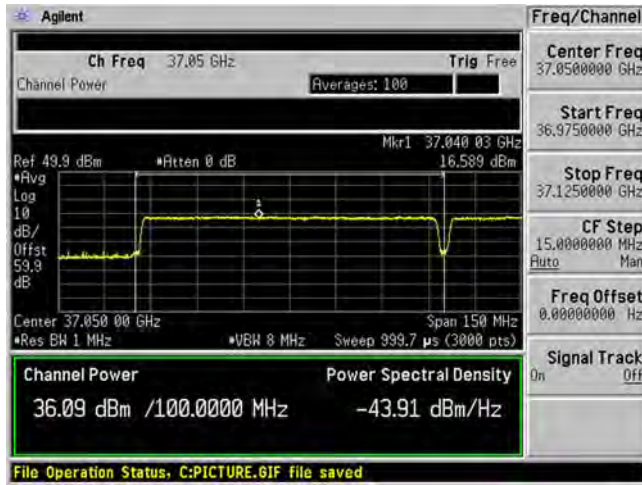 Agilent
Freq/Channel
Ch Freq 37.05 GHz Trig Free
Channel Power Averages: 100
Center Freq
37.0500000 GHz
Start Freq
36.9750000 GHz
Stop Freq
37.1250000 GHz
CF Step
15.0000000 MHz
Auto Man
Freq Offset
0.00000000 Hz
Signal Track
On Off
Mkr1 37.040 03 GHz
Ref 49.9 dBm #Atten 0 dB 16.589 dBm
#Avg
Log
10
dB/
Offst
59.9
dB
1
Center 37.050 00 GHz Span 150 MHz
#Res BW 1 MHz #VBW 8 MHz Sweep 999.7 µs (3000 pts)
Channel Power Power Spectral Density
36.09 dBm /100.0000 MHz -43.91 dBm/Hz
File Operation Status, C:PICTURE.GIF file saved